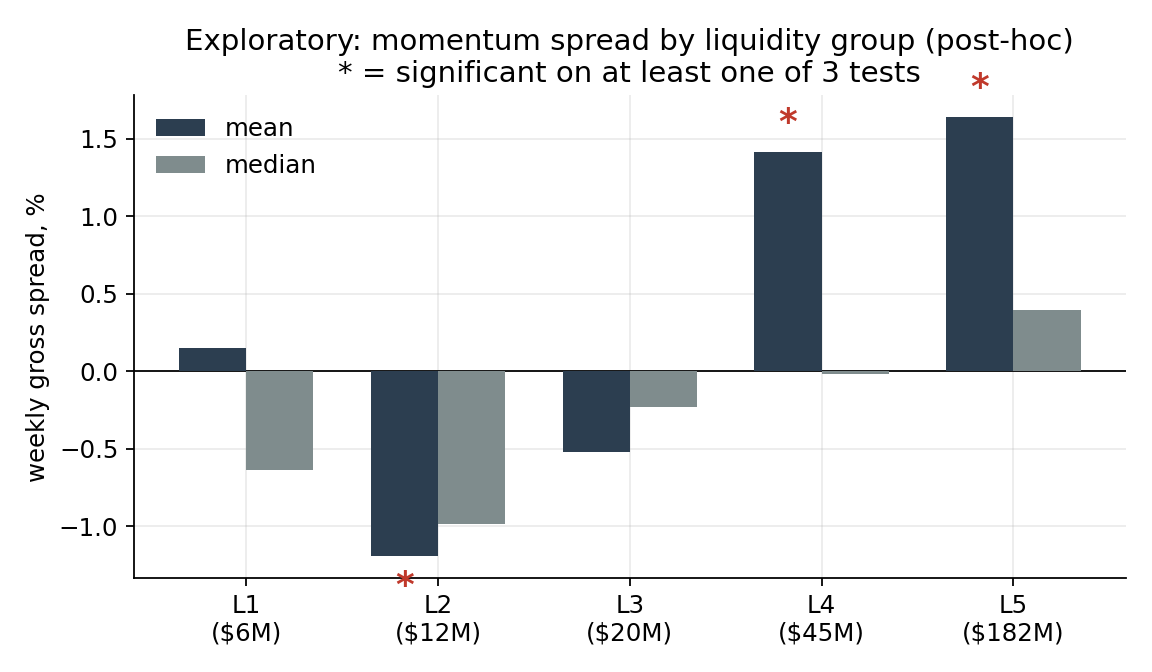 Exploratory: momentum spread by liquidity group (post-hoc)
* = significant on at least one of 3 tests
*
*
mean
median
weekly gross spread, %
1.5
1.0
0.5
0.0
−0.5
−1.0
*
L1 L2 L3 L4 L5
($6M) ($12M) ($20M) ($45M) ($182M)